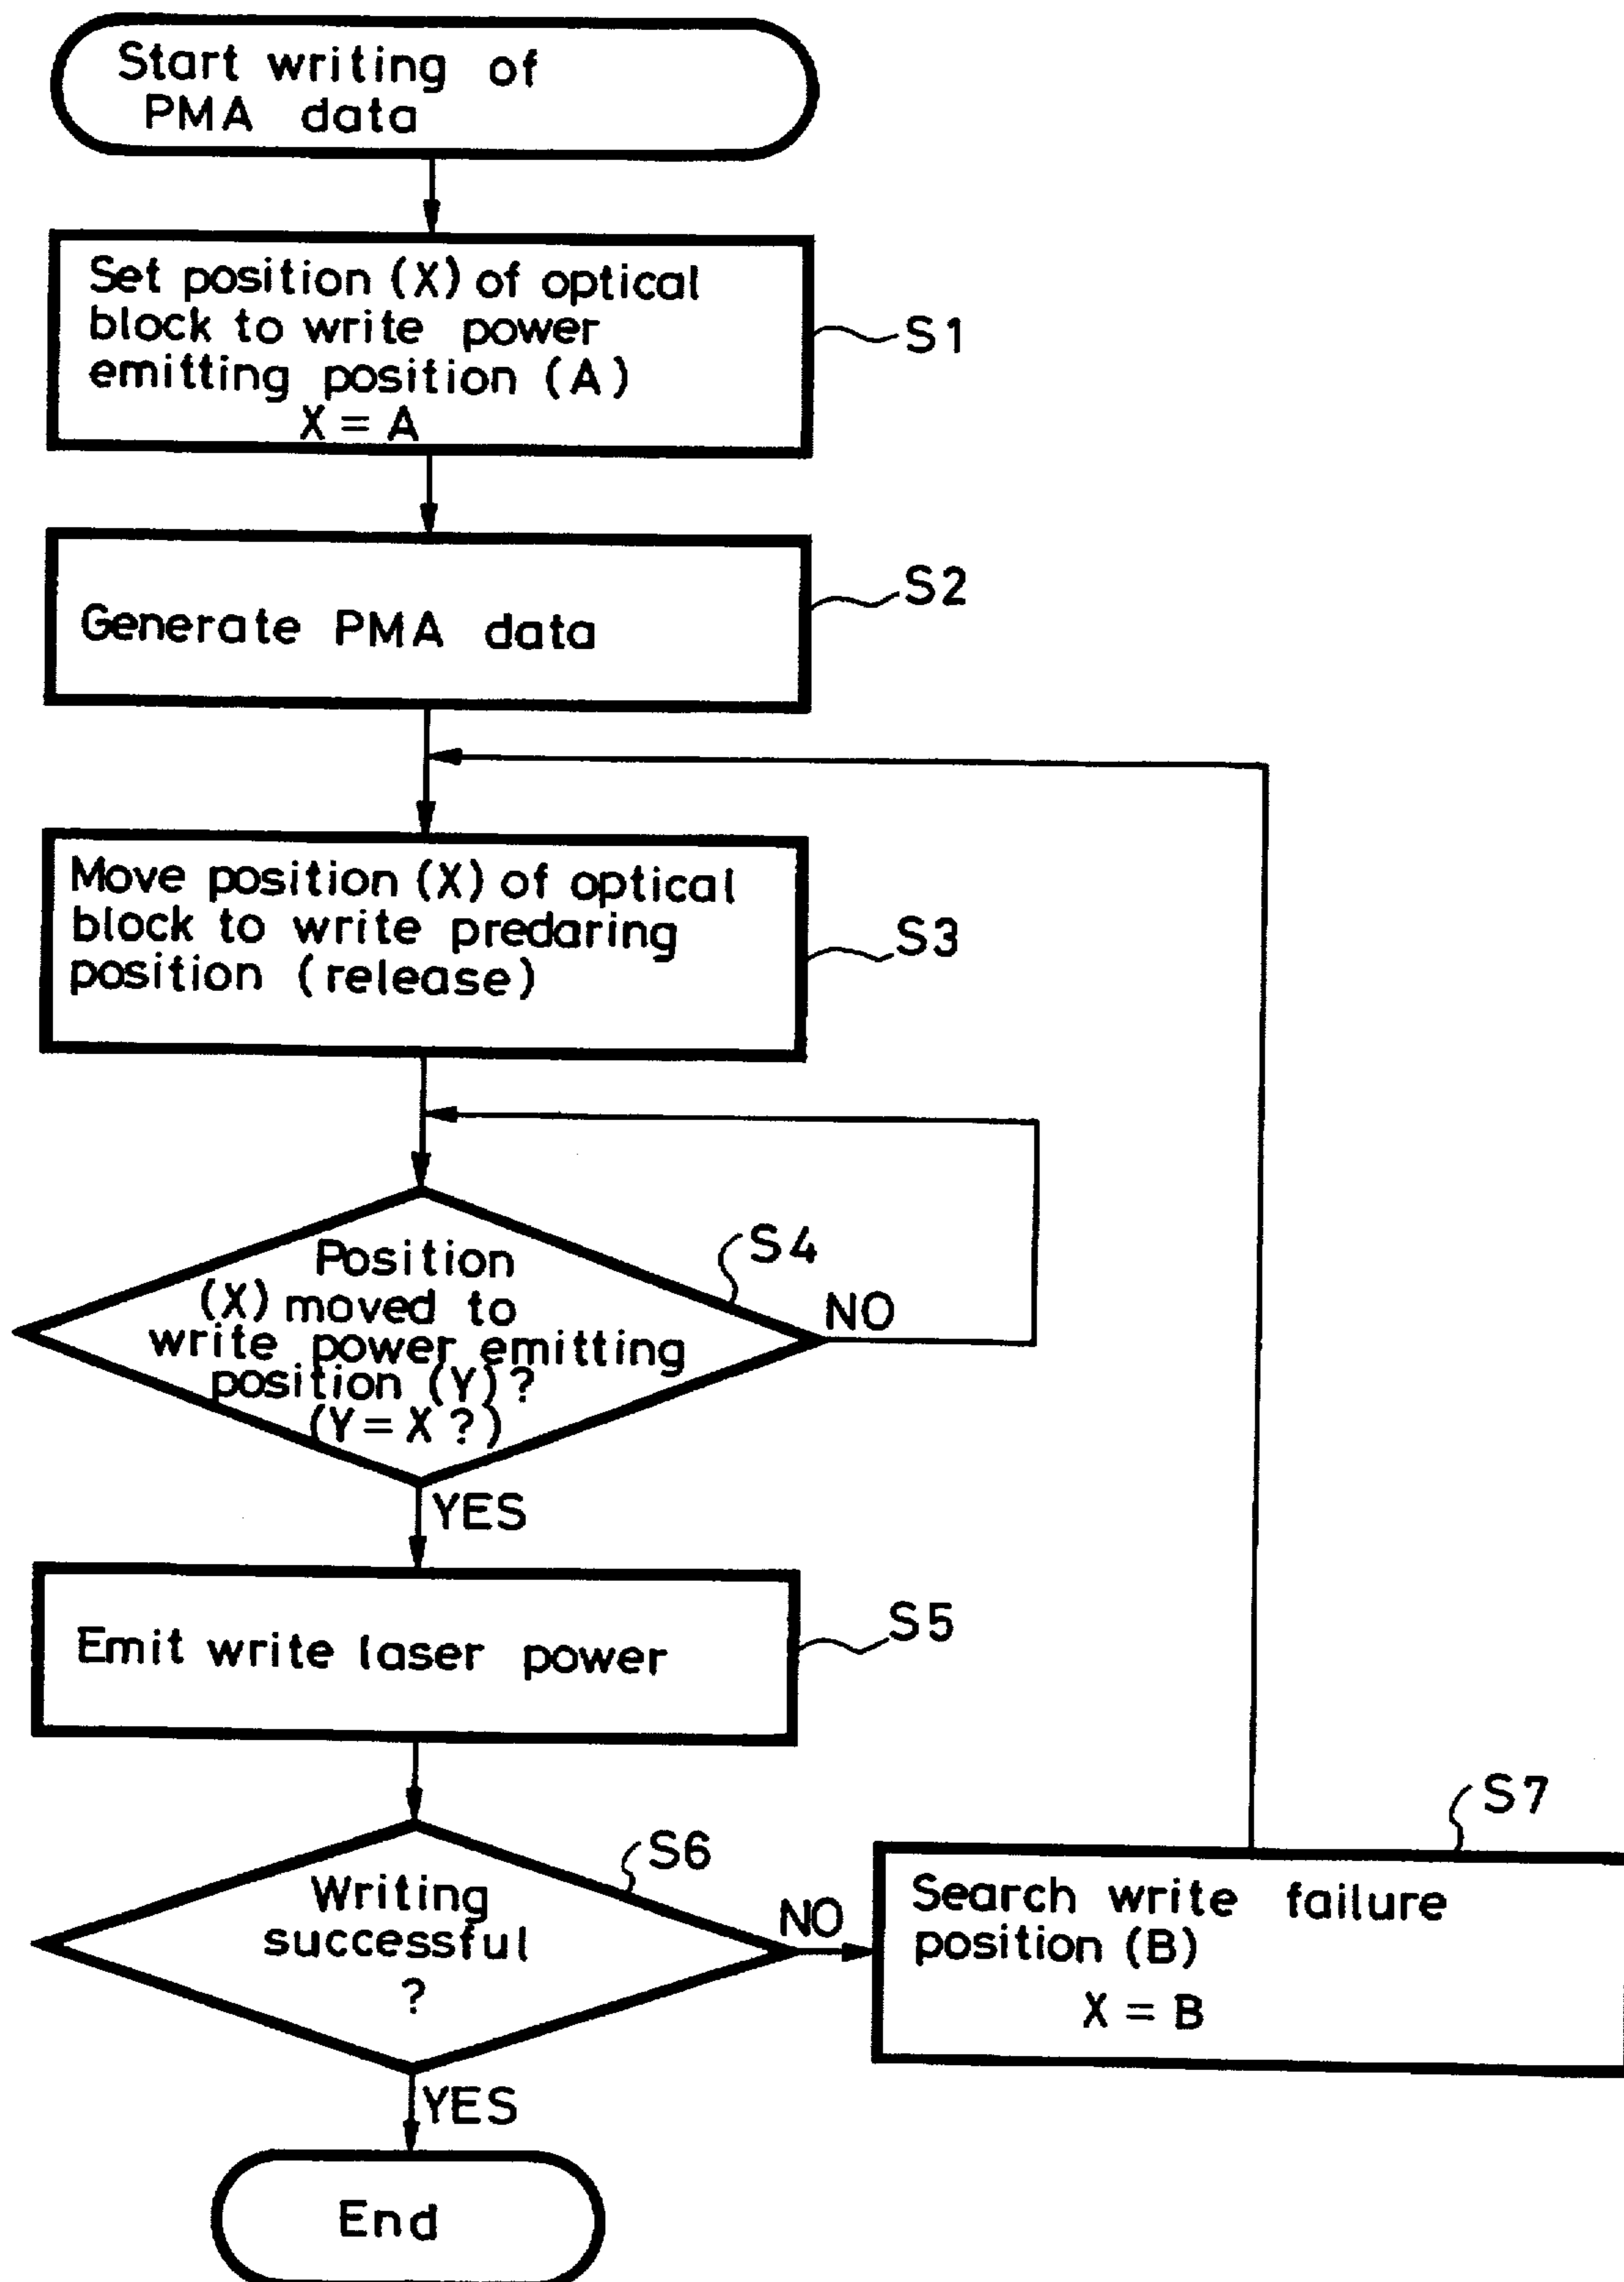 Start writing of
PMA data
Set position (X) of optical
block to write power
emitting position (A)
X = A
S1
Generate PMA data
S2
Move position (X) of optical
block to write predaring
position (release)
S3
Position
(X) moved to
write power emitting
position (Y)?
(Y = X ?)
S4
NO
YES
Emit write laser power
S5
Writing
successful
?
S6
NO
Search write failure
position (B)
X = B
S7
YES
End